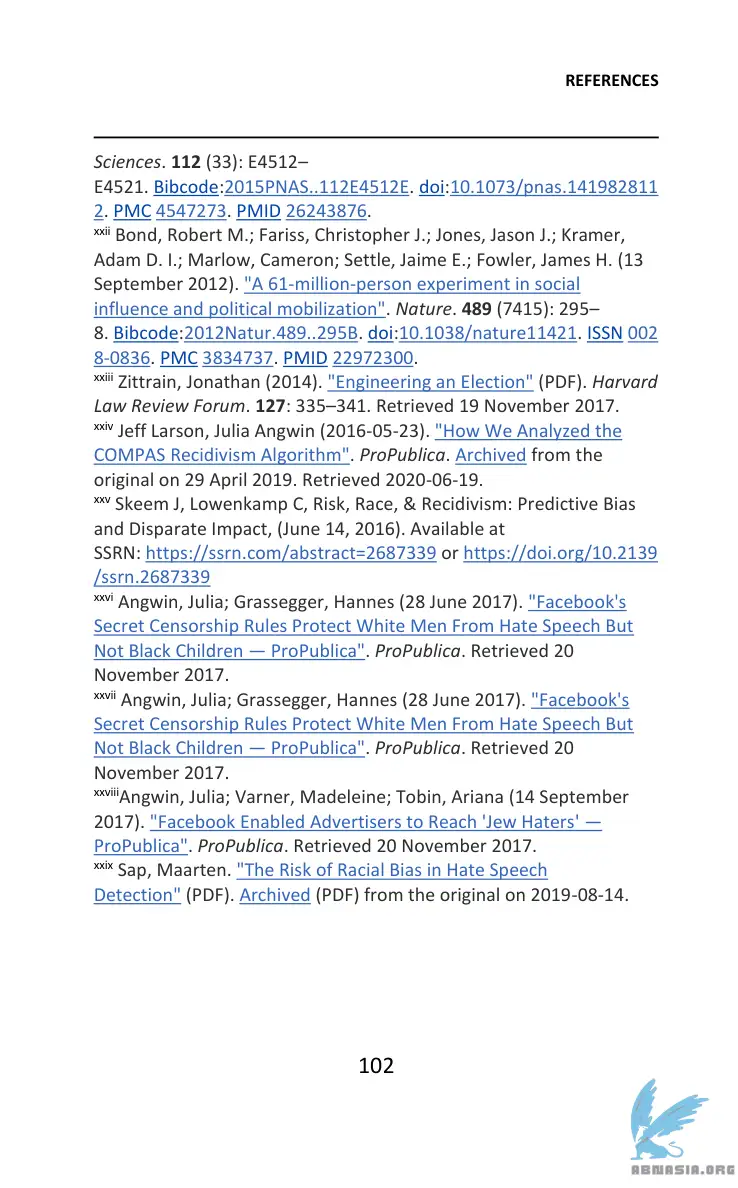 REFERENCES
Sciences. 112 (33): E4512–
E4521. Bibcode:2015PNAS..112E4512E. doi:10.1073/pnas.141982811
2. PMC 4547273. PMID 26243876.
xxii Bond, Robert M.; Fariss, Christopher J.; Jones, Jason J.; Kramer,
Adam D. I.; Marlow, Cameron; Settle, Jaime E.; Fowler, James H. (13
September 2012). "A 61-million-person experiment in social
influence and political mobilization". Nature. 489 (7415): 295–
8. Bibcode:2012Natur.489..295B. doi:10.1038/nature11421. ISSN 002
8-0836. PMC 3834737. PMID 22972300.
xxiii Zittrain, Jonathan (2014). "Engineering an Election" (PDF). Harvard
Law Review Forum. 127: 335–341. Retrieved 19 November 2017.
xxiv Jeff Larson, Julia Angwin (2016-05-23). "How We Analyzed the
COMPAS Recidivism Algorithm". ProPublica. Archived from the
original on 29 April 2019. Retrieved 2020-06-19.
xxv Skeem J, Lowenkamp C, Risk, Race, & Recidivism: Predictive Bias
and Disparate Impact, (June 14, 2016). Available at
SSRN: https://ssrn.com/abstract=2687339 or https://doi.org/10.2139
/ssrn.2687339
xxvi Angwin, Julia; Grassegger, Hannes (28 June 2017). "Facebook's
Secret Censorship Rules Protect White Men From Hate Speech But
Not Black Children — ProPublica". ProPublica. Retrieved 20
November 2017.
xxvii Angwin, Julia; Grassegger, Hannes (28 June 2017). "Facebook's
Secret Censorship Rules Protect White Men From Hate Speech But
Not Black Children — ProPublica". ProPublica. Retrieved 20
November 2017.
xxviiiAngwin, Julia; Varner, Madeleine; Tobin, Ariana (14 September
2017). "Facebook Enabled Advertisers to Reach 'Jew Haters' —
ProPublica". ProPublica. Retrieved 20 November 2017.
xxix Sap, Maarten. "The Risk of Racial Bias in Hate Speech
Detection" (PDF). Archived (PDF) from the original on 2019-08-14.
102
ABNASIA.ORG